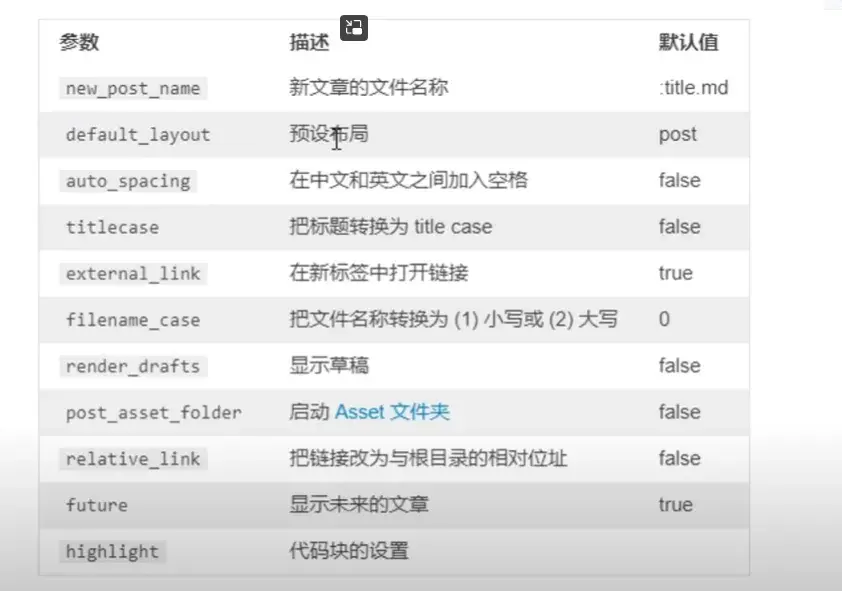 参数 描述 默认值
new_post_name 新文章的文件名称 :title.md
default_layout 预设布局 post
auto_spacing 在中文和英文之间加入空格 false
titlecase 把标题转换为 title case false
external_link 在新标签中打开链接 true
filename_case 把文件名称转换为 (1) 小写或 (2) 大写 0
render_drafts 显示草稿 false
post_asset_folder 启动 Asset 文件夹 false
relative_link 把链接改为与根目录的相对位址 false
future 显示未来的文章 true
highlight 代码块的设置